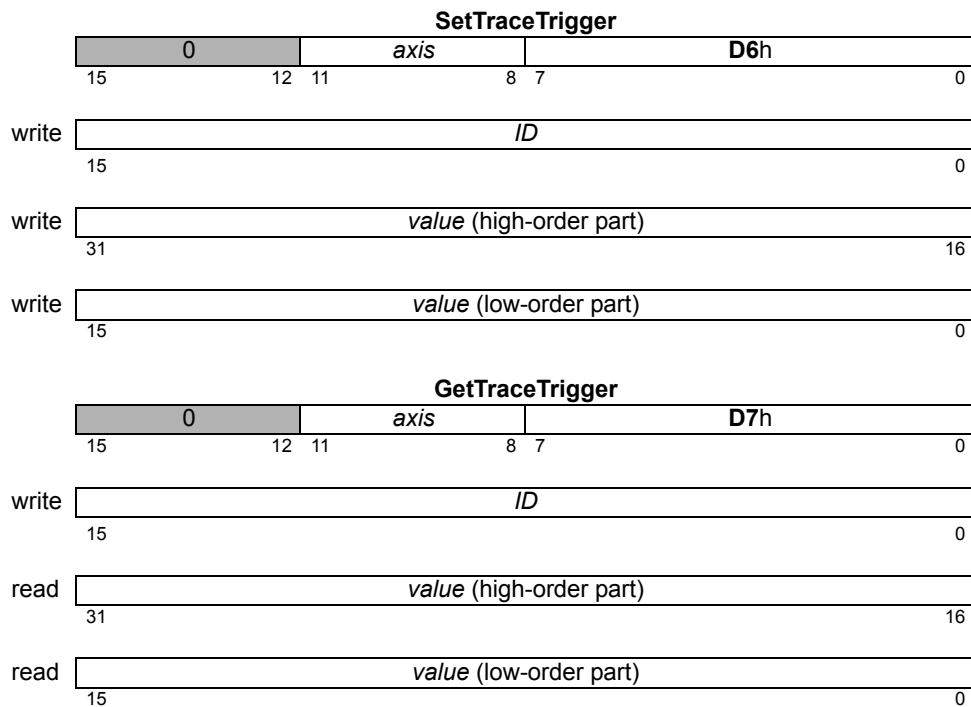 SetTraceTrigger
0 axis D6h
15 12 11 8 7 0
write ID
15 0
write value (high-order part)
31 16
write value (low-order part)
15 0
GetTraceTrigger
0 axis D7h
15 12 11 8 7 0
write ID
15 0
read value (high-order part)
31 16
read value (low-order part)
15 0